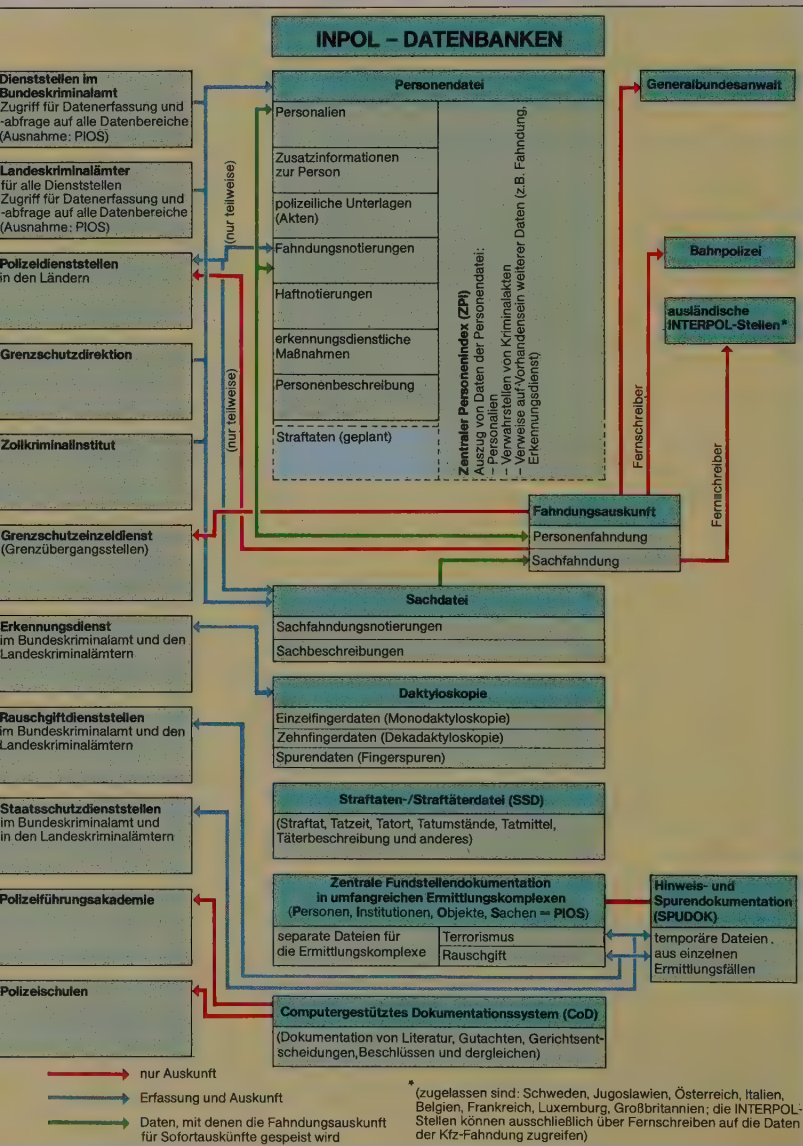 INPOL – DATENBANKEN
Dienststellen im
Bundeskriminalamt
Zugriff für Datenerfassung und
-abfrage auf alle Datenbereiche
(Ausnahme: PIOS)
Landeskriminalämter
für alle Dienststellen
Zugriff für Datenerfassung und
-abfrage auf alle Datenbereiche
(Ausnahme: PIOS)
Polizeidienststellen
in den Ländern
Grenzschutzdirektion
Zollkriminalinstitut
Grenzschutzeinzeldienst
(Grenzübergangsstellen)
Erkennungsdienst
im Bundeskriminalamt und den
Landeskriminalämtern
Rauschgiftdienststellen
im Bundeskriminalamt und den
Landeskriminalämtern
Staatsschutzdienststellen
im Bundeskriminalamt und
in den Landeskriminalämtern
Polizeiführungsakademie
Polizeischulen
(nur teilweise)
(nur teilweise)
Personendatei
Personalien
Zusatzinformationen
zur Person
polizeiliche Unterlagen
(Akten)
Fahndungsnotierungen
Haftnotierungen
erkennungsdienstliche
Maßnahmen
Personenbeschreibung
Straftaten (geplant)
Zentraler Personenindex (ZPI)
Auszug von Daten der Personendatei:
– Personalien
– Verwahrstellen von Kriminalakten
– Verweise auf Vorhandensein weiterer Daten (z.B. Fahndung,
Erkennungsdienst)
Generalbundesanwalt
Bahnpolizei
ausländische
INTERPOL-Stellen*
Fernschreiber
Fernschreiber
Fahndungsauskunft
Personenfahndung
Sachfahndung
Sachdatei
Sachfahndungsnotierungen
Sachbeschreibungen
Daktyloskopie
Einzelfingerdaten (Monodaktyloskopie)
Zehnfingerdaten (Dekadaktyloskopie)
Spurendaten (Fingerspuren)
Straftaten-/Straftäterdatei (SSD)
(Straftat, Tatzeit, Tatort, Tatumstände, Tatmittel,
Täterbeschreibung und anderes)
Zentrale Fundstellendokumentation
in umfangreichen Ermittlungskomplexen
(Personen, Institutionen, Objekte, Sachen = PIOS)
separate Dateien für
die Ermittlungskomplexe
Terrorismus
Rauschgift
Hinweis- und
Spurendokumentation
(SPUDOK)
temporäre Dateien
aus einzelnen
Ermittlungsfällen
Computergestütztes Dokumentationssystem (CoD)
(Dokumentation von Literatur, Gutachten, Gerichtsent-
scheidungen,Beschlüssen und dergleichen)
nur Auskunft
Erfassung und Auskunft
Daten, mit denen die Fahndungsauskunft
für Sofortauskünfte gespeist wird
*
(zugelassen sind: Schweden, Jugoslawien, Österreich, Italien,
Belgien, Frankreich, Luxemburg, Großbritannien; die INTERPOL-
Stellen können ausschließlich über Fernschreiben auf die Daten
der Kfz-Fahndung zugreifen)